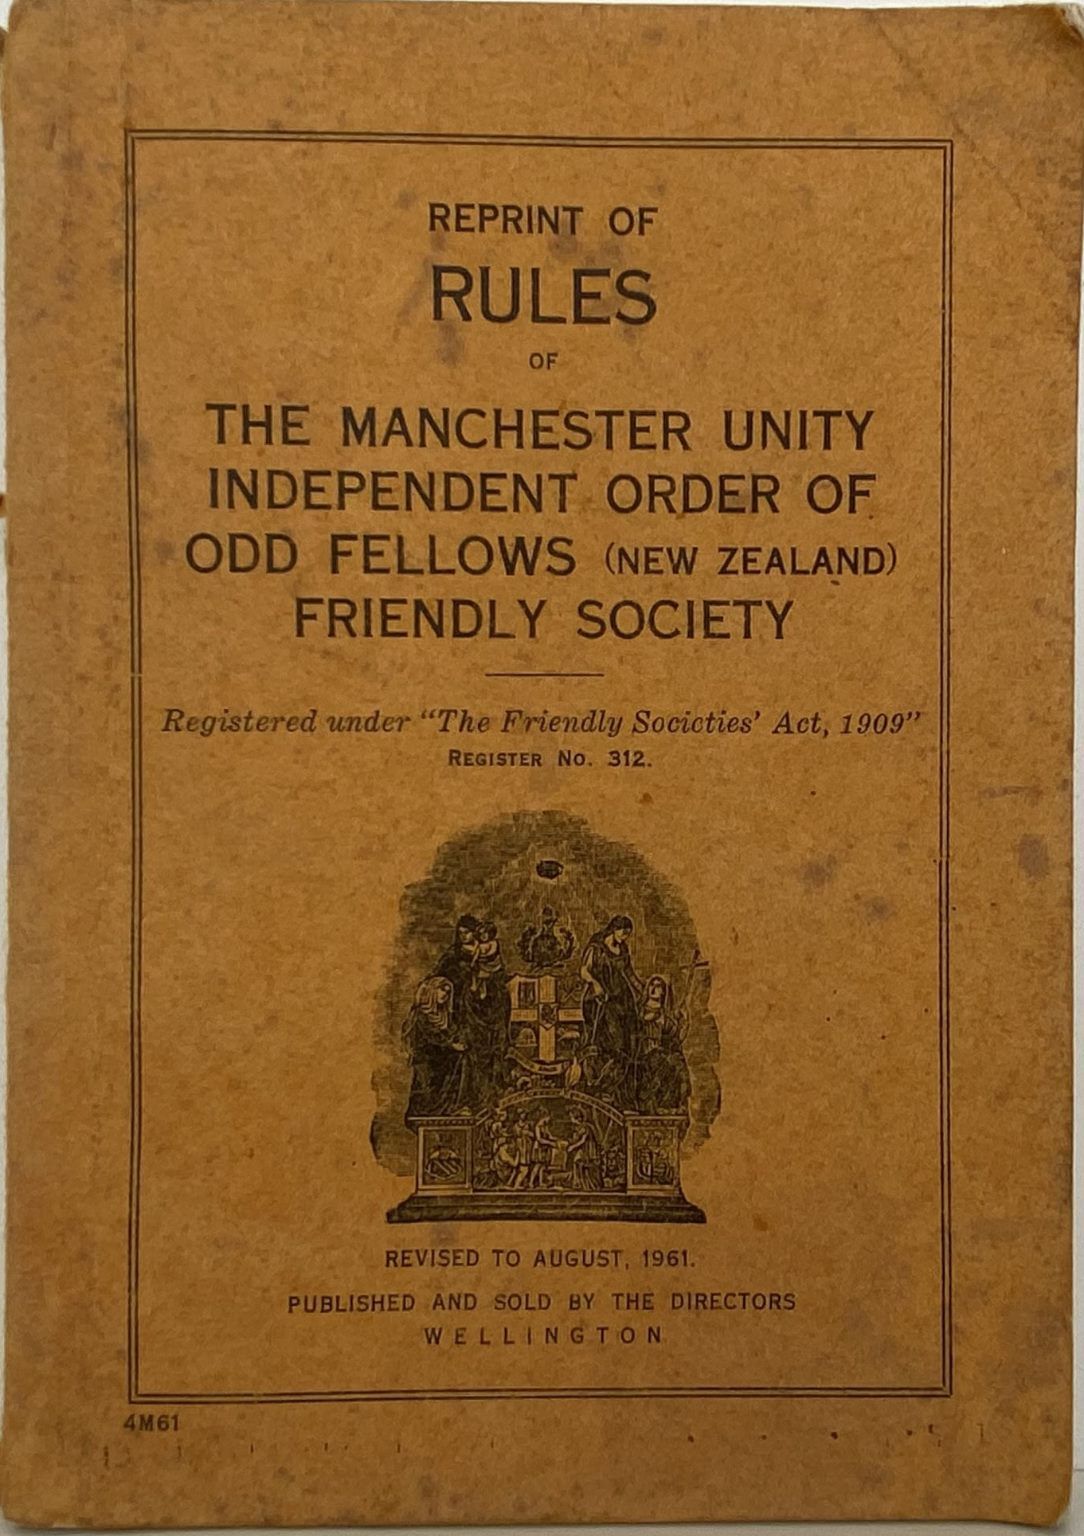 REPRINT OF
RULES
OF
THE MANCHESTER UNITY
INDEPENDENT ORDER OF
ODD FELLOWS (NEW ZEALAND)
FRIENDLY SOCIETY
Registered under “The Friendly Societies’ Act, 1909”
REGISTER NO. 312.
REVISED TO AUGUST, 1961.
PUBLISHED AND SOLD BY THE DIRECTORS
WELLINGTON
4M61